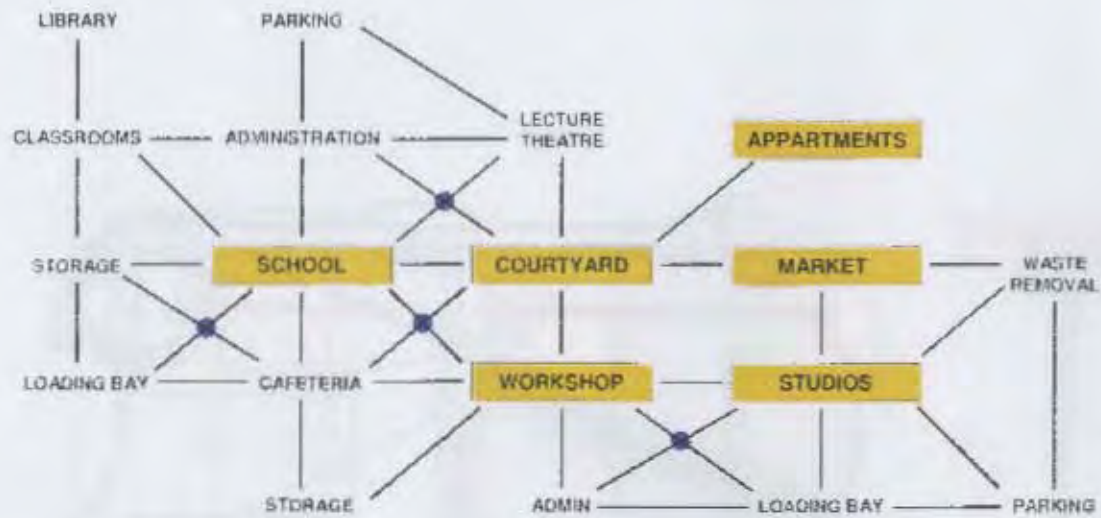 LIBRARY
PARKING
CLASSROOMS
ADMINISTRATION
LECTURE
THEATRE
APPARTMENTS
STORAGE
SCHOOL
COURTYARD
MARKET
WASTE
REMOVAL
LOADING BAY
CAFETERIA
WORKSHOP
STUDIOS
STORAGE
ADMIN
LOADING BAY
PARKING